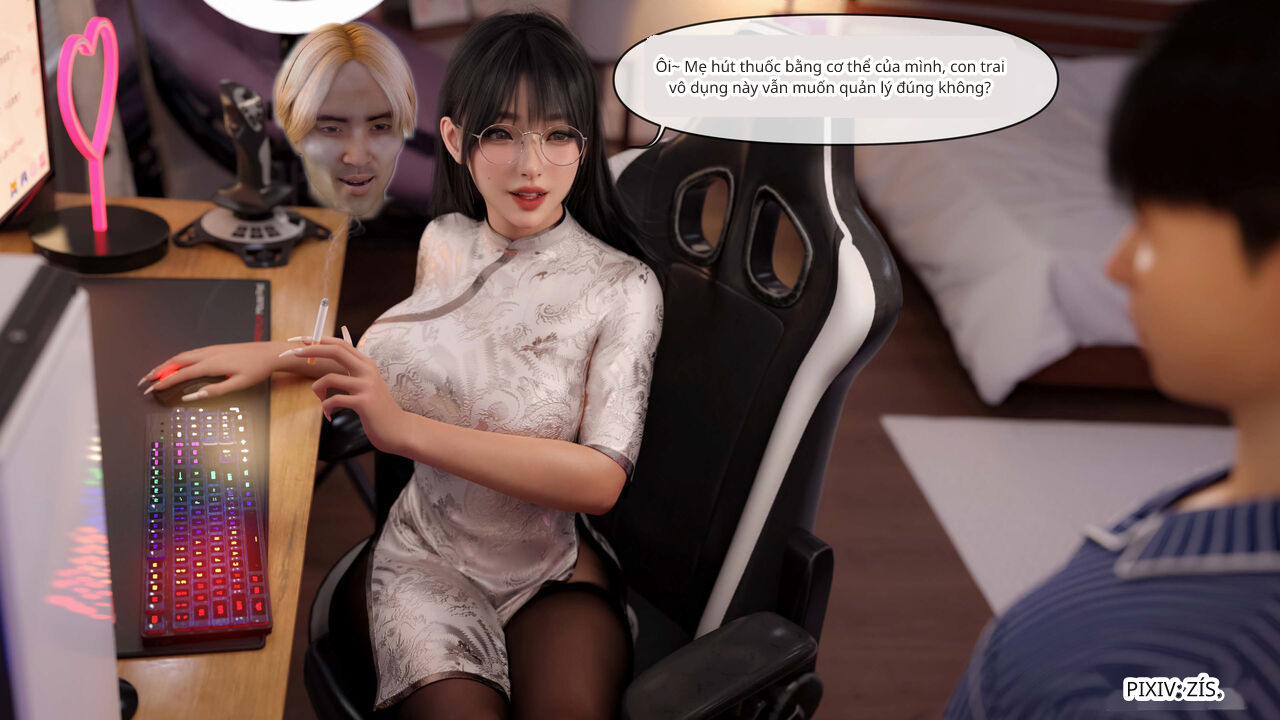 Ôi~ Mẹ hút thuốc bằng cơ thể của mình, con trai
vô dụng này vẫn muốn quản lý đúng không?
PIXIV: ZÍS.